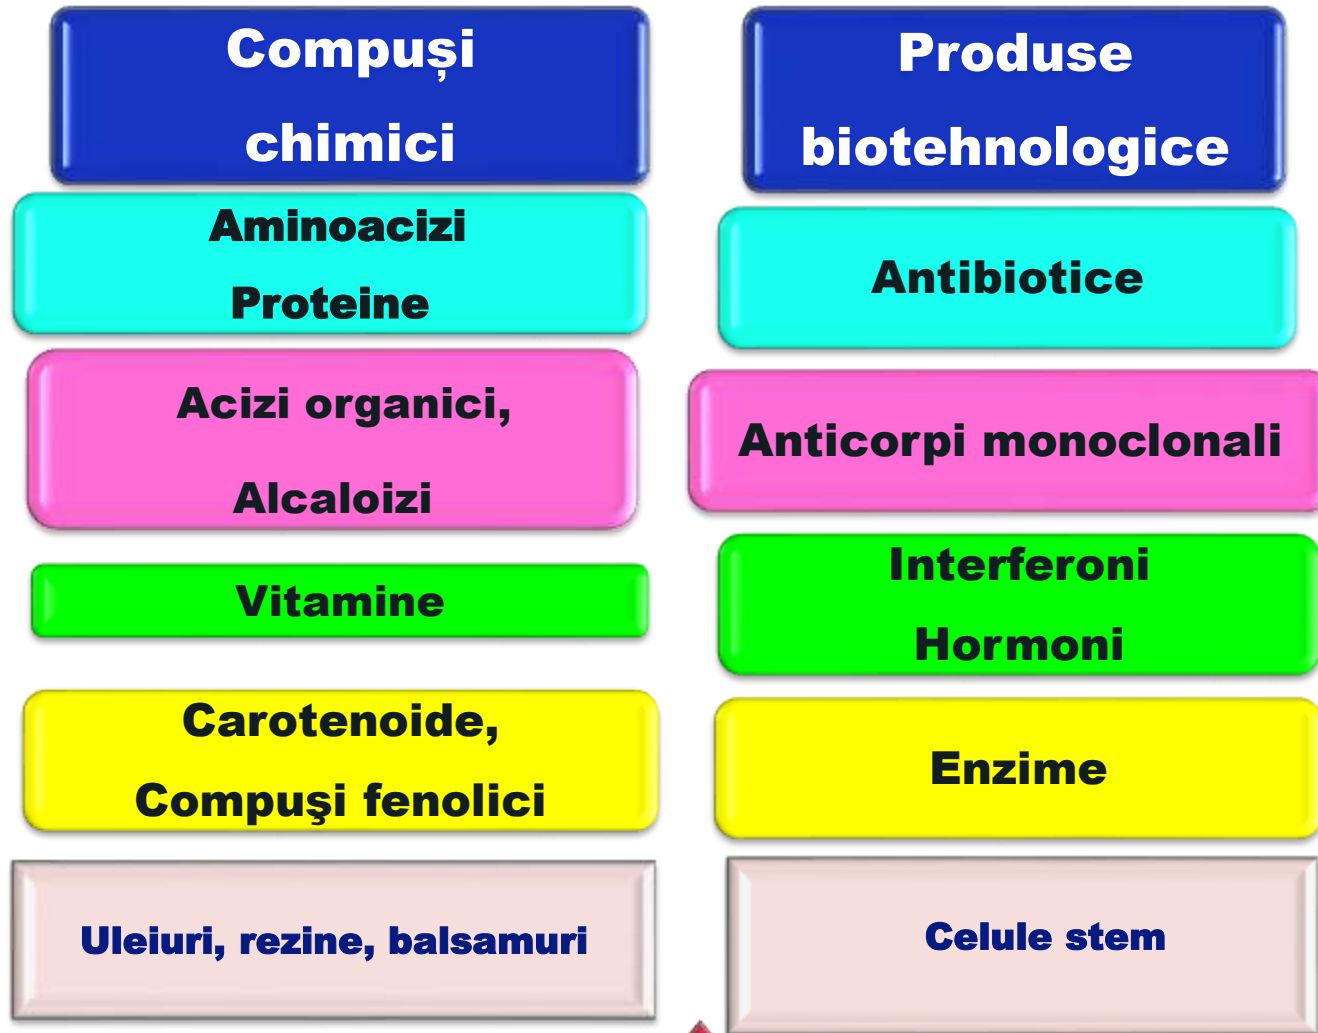 Compuși
chimici
Aminoacizi
Proteine
Acizi organici,
Alcaloizi
Vitamine
Carotenoide,
Compuşi fenolici
Uleiuri, rezine, balsamuri
Produse
biotehnologice
Antibiotice
Anticorpi monoclonali
Interferoni
Hormoni
Enzime
Celule stem